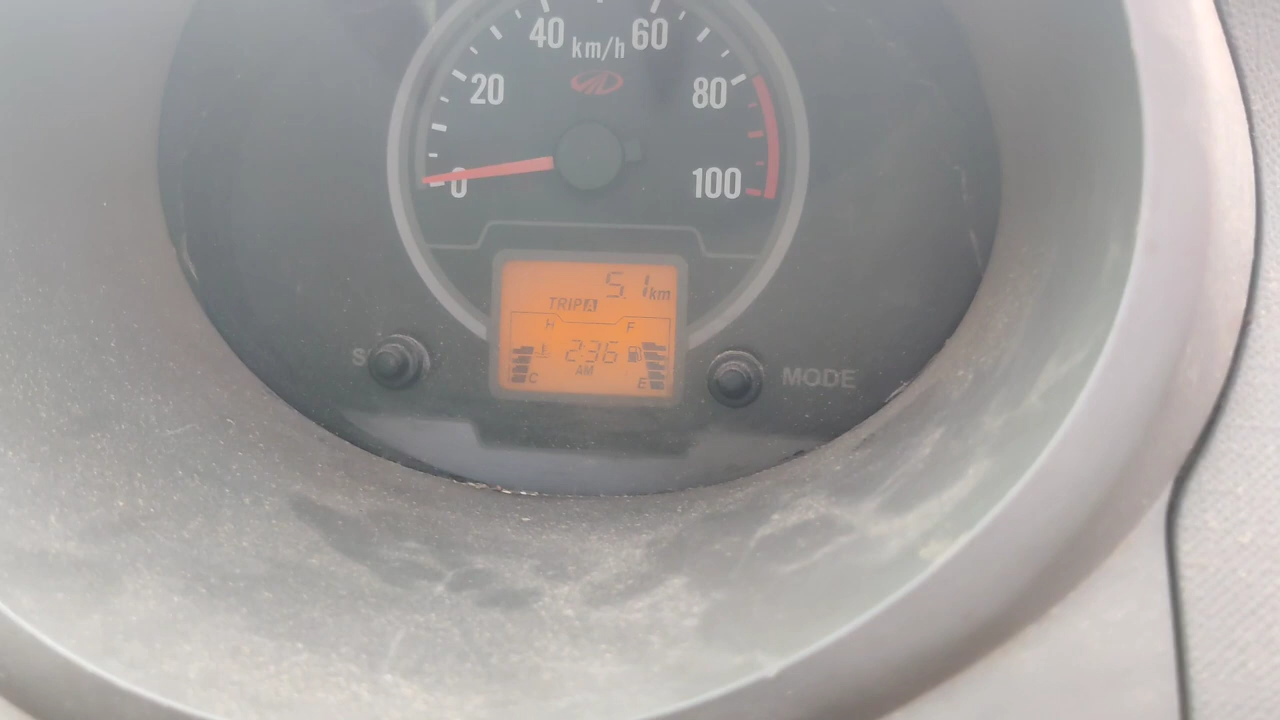 40 km/h 60
20 80
0 100
5.1 km
TRIP A
H F
2:36
AM
C E
S MODE